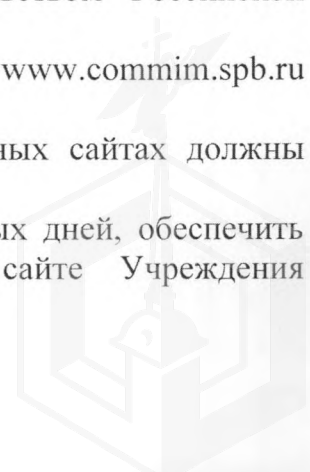 www.commim.spb.ru
ных сайтах должны
ых дней, обеспечить
сайте Учреждения